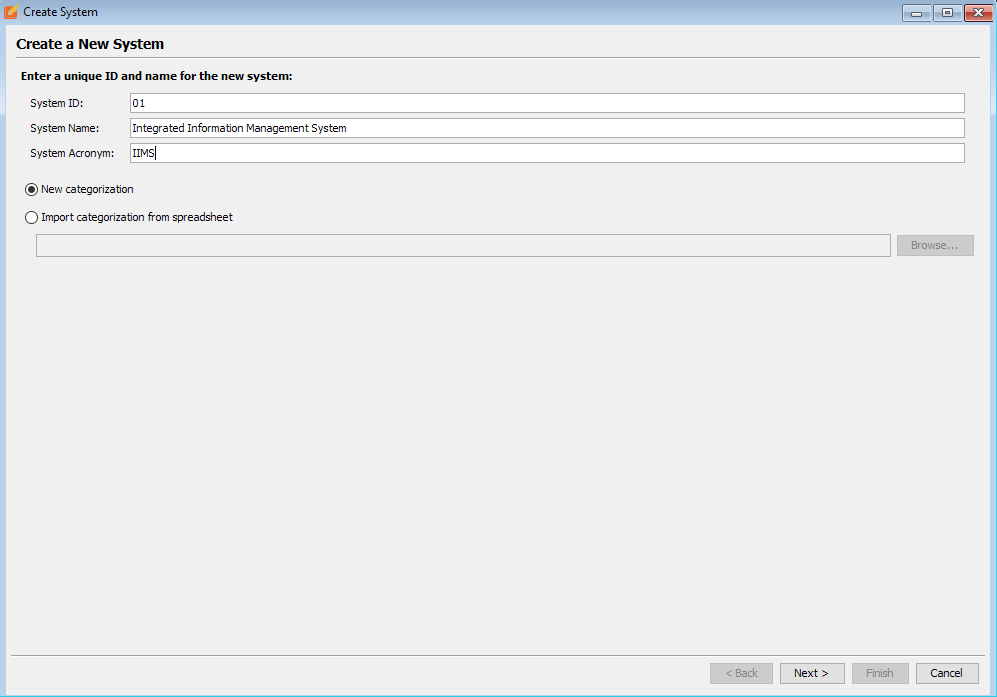 Create System
Create a New System
Enter a unique ID and name for the new system:
System ID: 01
System Name: Integrated Information Management System
System Acronym: IIMS
New categorization
Import categorization from spreadsheet
Browse...
< Back Next > Finish Cancel